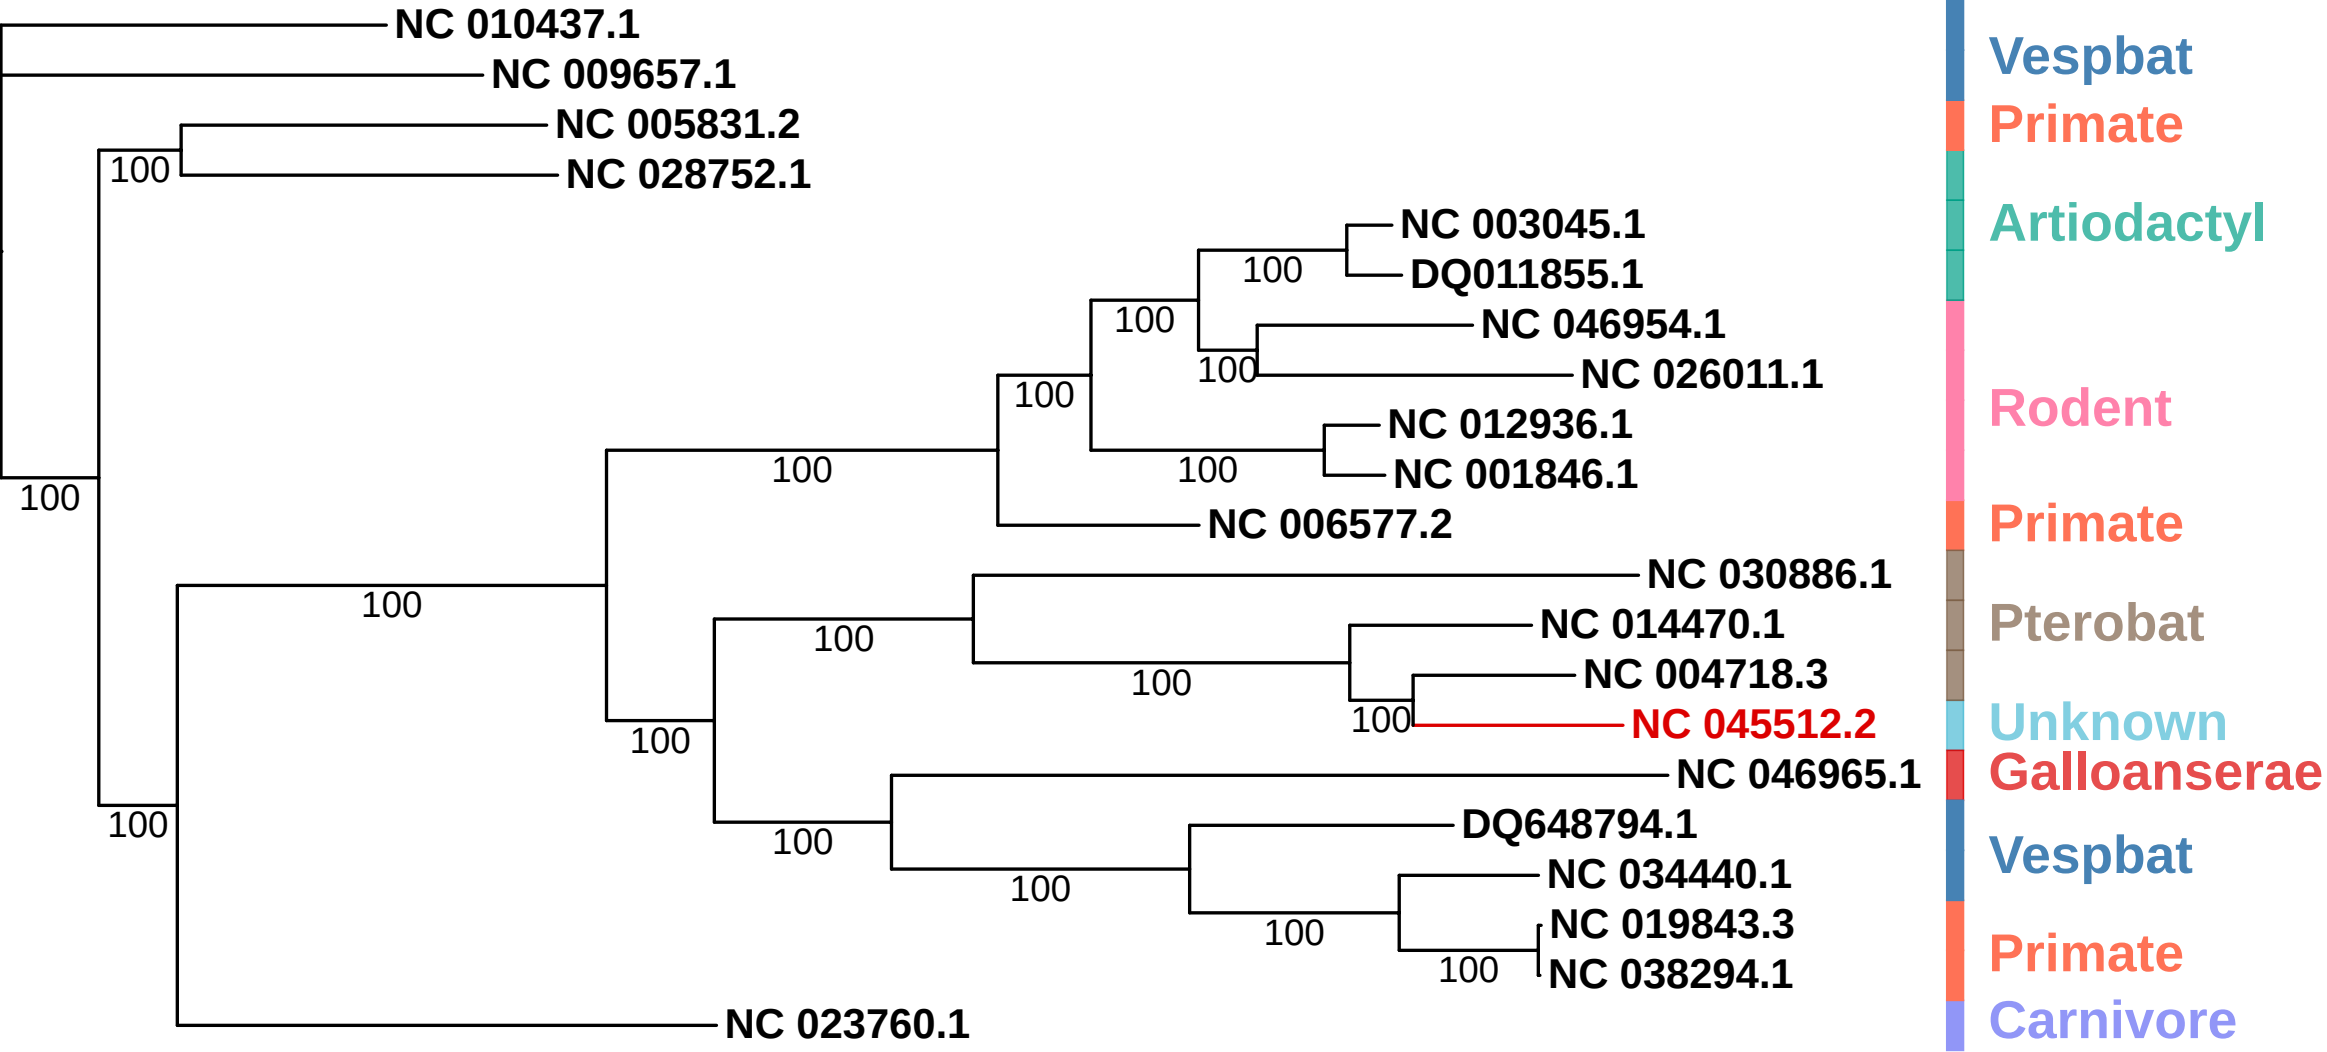 NC 010437.1
Vespbat
NC 009657.1
NC 005831.2
Primate
100
NC 028752.1
NC 003045.1
Artiodactyl
100
DQ011855.1
100
NC 046954.1
100
NC 026011.1
100
NC 012936.1
Rodent
100
100
NC 001846.1
100
NC 006577.2
Primate
NC 030886.1
100
NC 014470.1
Pterobat
100
100
NC 004718.3
100
NC 045512.2
Unknown
100
NC 046965.1
Galloanserae
100
DQ648794.1
100
NC 034440.1
Vespbat
100
NC 019843.3
100
NC 038294.1
Primate
100
NC 023760.1
Carnivore